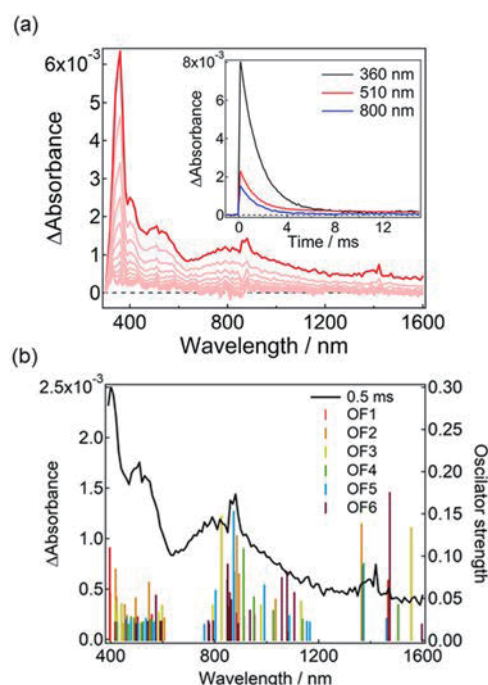 (a)
6x10⁻³
5
4
3
2
1
0
ΔAbsorbance
400
800
1200
1600
Wavelength / nm
8x10⁻³
6
4
2
0
ΔAbsorbance
360 nm
510 nm
800 nm
0
4
8
12
Time / ms
(b)
2.5x10⁻³
2.0
1.5
1.0
0.5
0.0
ΔAbsorbance
0.5 ms
OF1
OF2
OF3
OF4
OF5
OF6
0.30
0.25
0.20
0.15
0.10
0.05
0.00
Oscilator strength
400
800
1200
1600
Wavelength / nm